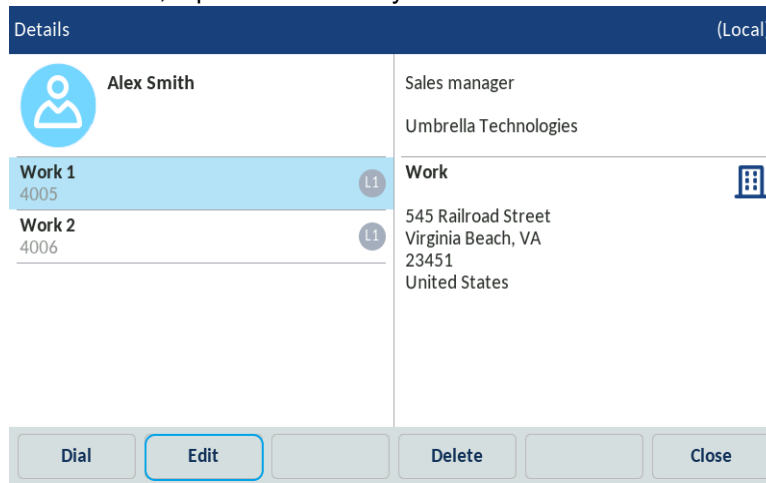 Details
(Local)
Alex Smith
Sales manager
Umbrella Technologies
Work 1
4005
L1
Work 2
4006
L1
Work
545 Railroad Street
Virginia Beach, VA
23451
United States
Dial
Edit
Delete
Close